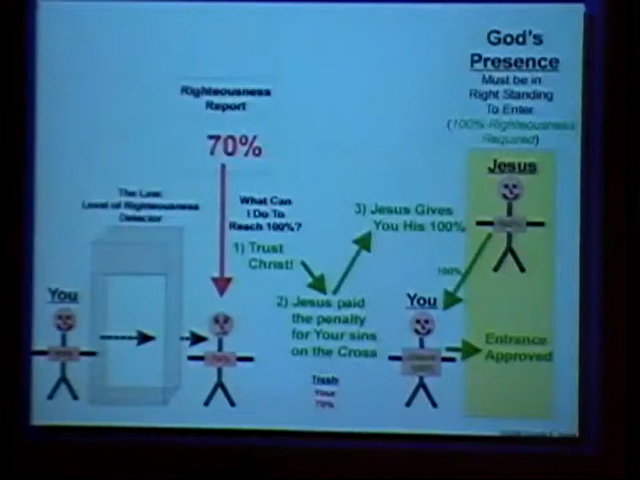 God's
Presence
Must be in
Right Standing
To Enter
(100% Righteousness
Required)
Righteousness
Report
70%
The Law
Level of Righteousness
Detector
What Can
I Do To
Reach 100%?
1) Trust
Christ!
2) Jesus paid
the penalty
for Your sins
on the Cross
3) Jesus Gives
You His 100%
Jesus
100%
You
You
Entrance
Approved
Trash
Your
70%